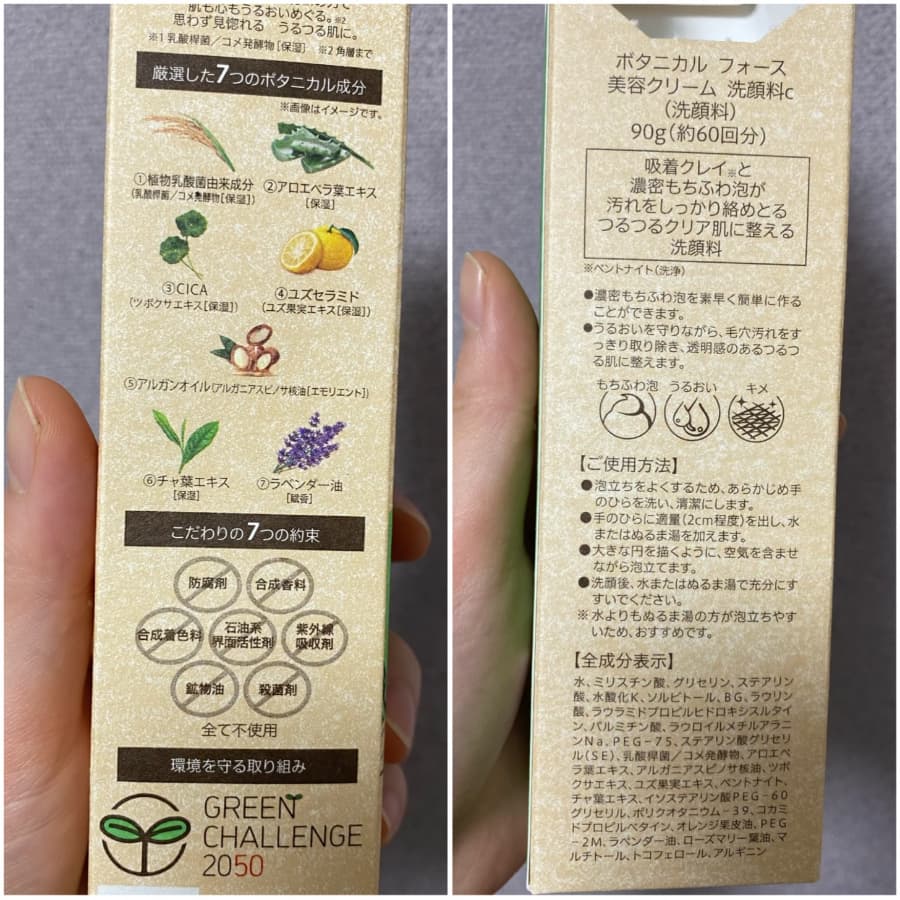 肌も心もうるおいめぐる。※2
思わず見惚れる うるつる肌に。
※1 乳酸桿菌／コメ発酵物［保湿］ ※2 角層まで
厳選した7つのボタニカル成分
※画像はイメージです。
①植物乳酸菌由来成分
(乳酸桿菌／コメ発酵物［保湿］)
②アロエベラ葉エキス
［保湿］
③CICA
(ツボクサエキス［保湿］)
④ユズセラミド
(ユズ果実エキス［保湿］)
⑤アルガンオイル(アルガニアスピノサ核油［エモリエント］)
⑥チャ葉エキス
［保湿］
⑦ラベンダー油
［賦香］
こだわりの7つの約束
防腐剤
合成香料
合成着色料
石油系
界面活性剤
紫外線
吸収剤
鉱物油
殺菌剤
全て不使用
環境を守る取り組み
GREEN
CHALLENGE
2050
ボタニカル フォース
美容クリーム 洗顔料c
(洗顔料)
90g(約60回分)
吸着クレイ※と
濃密もちふわ泡が
汚れをしっかり絡めとる
つるつるクリア肌に整える
洗顔料
※ベントナイト(洗浄)
●濃密もちふわ泡を素早く簡単に作る
ことができます。
●うるおいを守りながら、毛穴汚れをす
っきり取り除き、透明感のあるつるつ
る肌に整えます。
もちふわ泡 うるおい キメ
【ご使用方法】
●泡立ちをよくするため、あらかじめ手
のひらを洗い、清潔にします。
●手のひらに適量(2cm程度)を出し、水
またはぬるま湯を加えます。
●大きな円を描くように、空気を含ませ
ながら泡立てます。
●洗顔後、水またはぬるま湯で充分にす
すいでください。
※水よりもぬるま湯の方が泡立ちやす
いため、おすすめです。
【全成分表示】
水、ミリスチン酸、グリセリン、ステアリン
酸、水酸化K、ソルビトール、BG、ラウリン
酸、ラウラミドプロピルヒドロキシスルタイ
ン、パルミチン酸、ラウロイルメチルアラニ
ンNa、PEG－75、ステアリン酸グリセリ
ル(SE)、乳酸桿菌／コメ発酵物、アロエベ
ラ葉エキス、アルガニアスピノサ核油、ツボ
クサエキス、ユズ果実エキス、ベントナイト、
チャ葉エキス、イソステアリン酸PEG－60
グリセリル、ポリクオタニウム－39、コカミ
ドプロピルベタイン、オレンジ果皮油、PEG
－2M、ラベンダー油、ローズマリー葉油、マ
ルチトール、トコフェロール、アルギニン